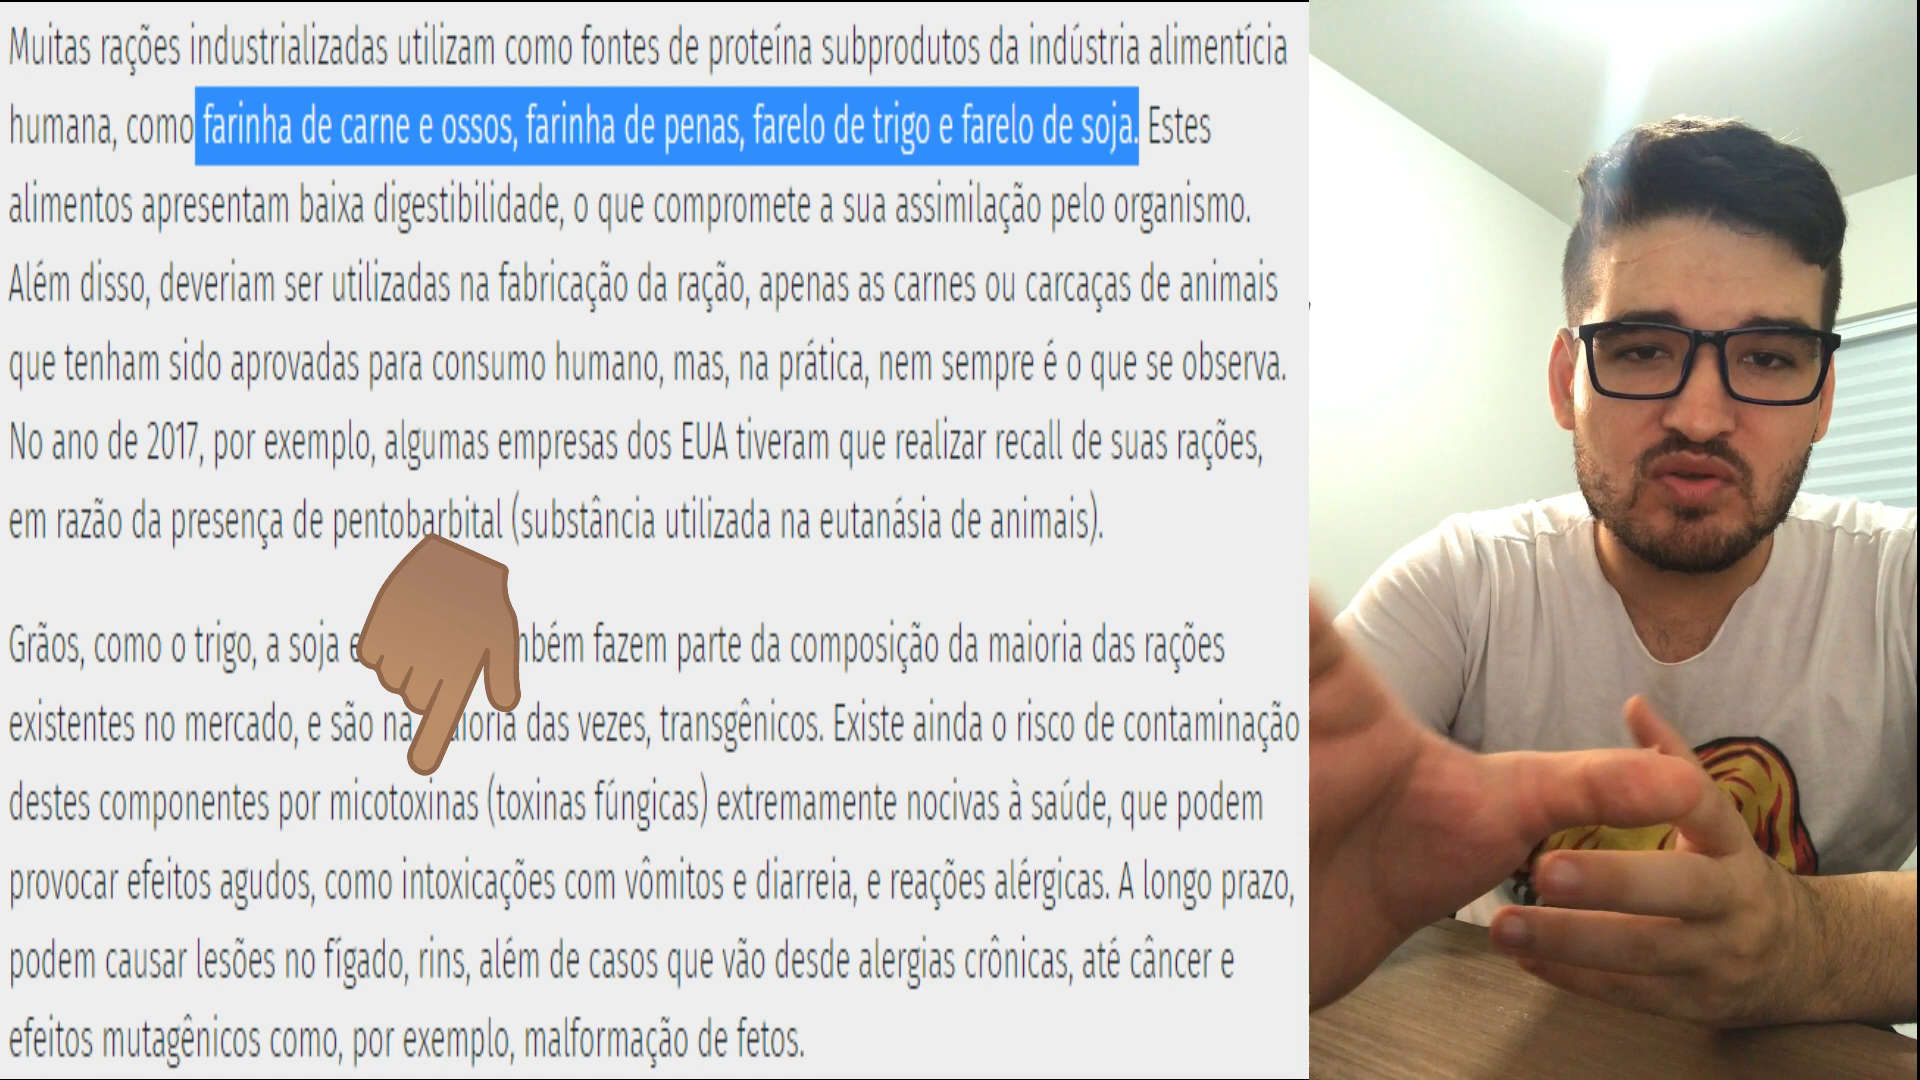 Muitas rações industrializadas utilizam como fontes de proteína subprodutos da indústria alimentícia
humana, como farinha de carne e ossos, farinha de penas, farelo de trigo e farelo de soja. Estes
alimentos apresentam baixa digestibilidade, o que compromete a sua assimilação pelo organismo.
Além disso, deveriam ser utilizadas na fabricação da ração, apenas as carnes ou carcaças de animais
que tenham sido aprovadas para consumo humano, mas, na prática, nem sempre é o que se observa.
No ano de 2017, por exemplo, algumas empresas dos EUA tiveram que realizar recall de suas rações,
em razão da presença de pentobarbital (substância utilizada na eutanásia de animais).
Grãos, como o trigo, a soja e fazem parte da composição da maioria das rações
existentes no mercado, e são na das vezes, transgênicos. Existe ainda o risco de contaminação
destes componentes por micotoxinas (toxinas fúngicas) extremamente nocivas à saúde, que podem
provocar efeitos agudos, como intoxicações com vômitos e diarreia, e reações alérgicas. A longo prazo,
podem causar lesões no fígado, rins, além de casos que vão desde alergias crônicas, até câncer e
efeitos mutagênicos como, por exemplo, malformação de fetos.